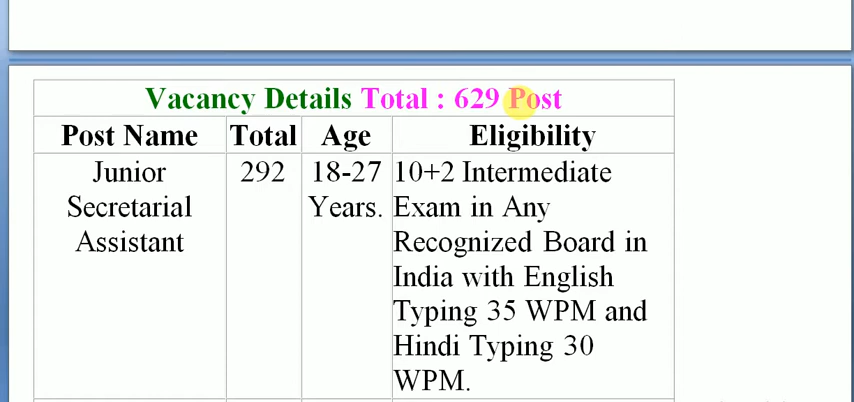 Vacancy Details Total : 629 Post
Post Name Total Age Eligibility
Junior 292 18-27 10+2 Intermediate
Secretarial Years. Exam in Any
Assistant Recognized Board in
India with English
Typing 35 WPM and
Hindi Typing 30
WPM.